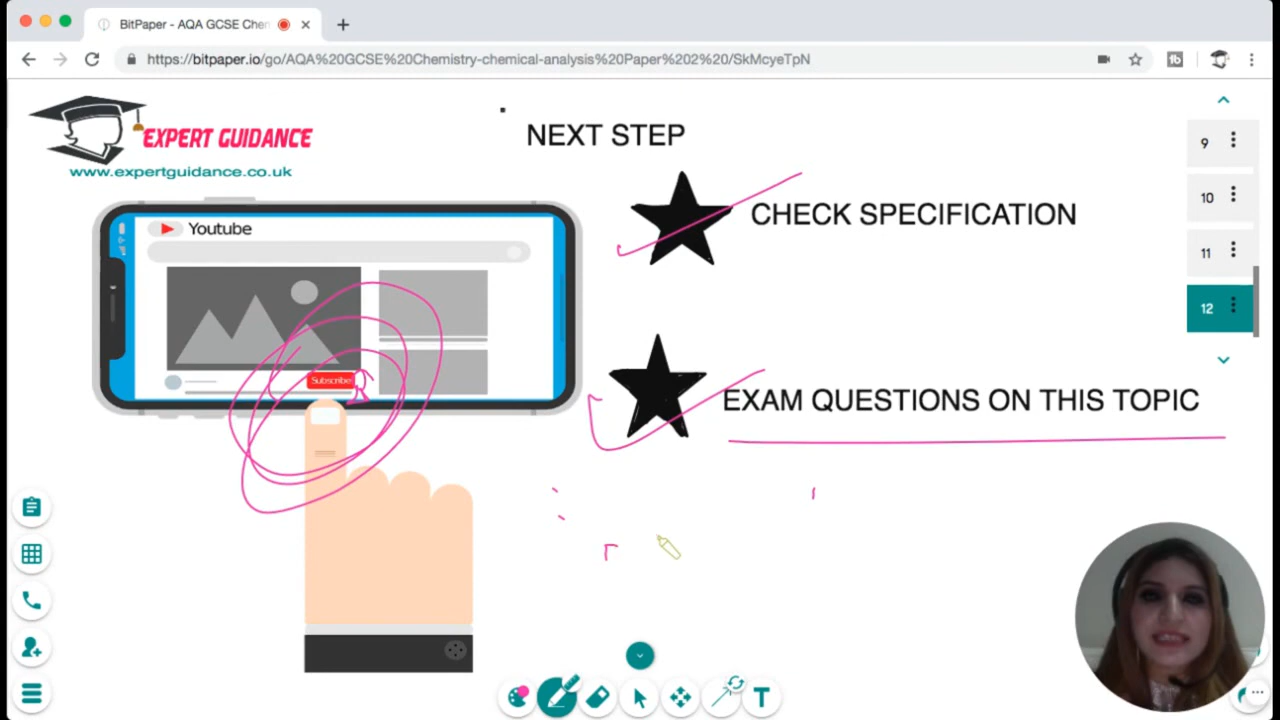 BitPaper - AQA GCSE Chem
https://bitpaper.io/go/AQA%20GCSE%20Chemistry-chemical-analysis%20Paper%202%20/SkMcyeTpN
EXPERT GUIDANCE
www.expertguidance.co.uk
NEXT STEP
CHECK SPECIFICATION
EXAM QUESTIONS ON THIS TOPIC
Youtube
Subscribe
9
10
11
12
T